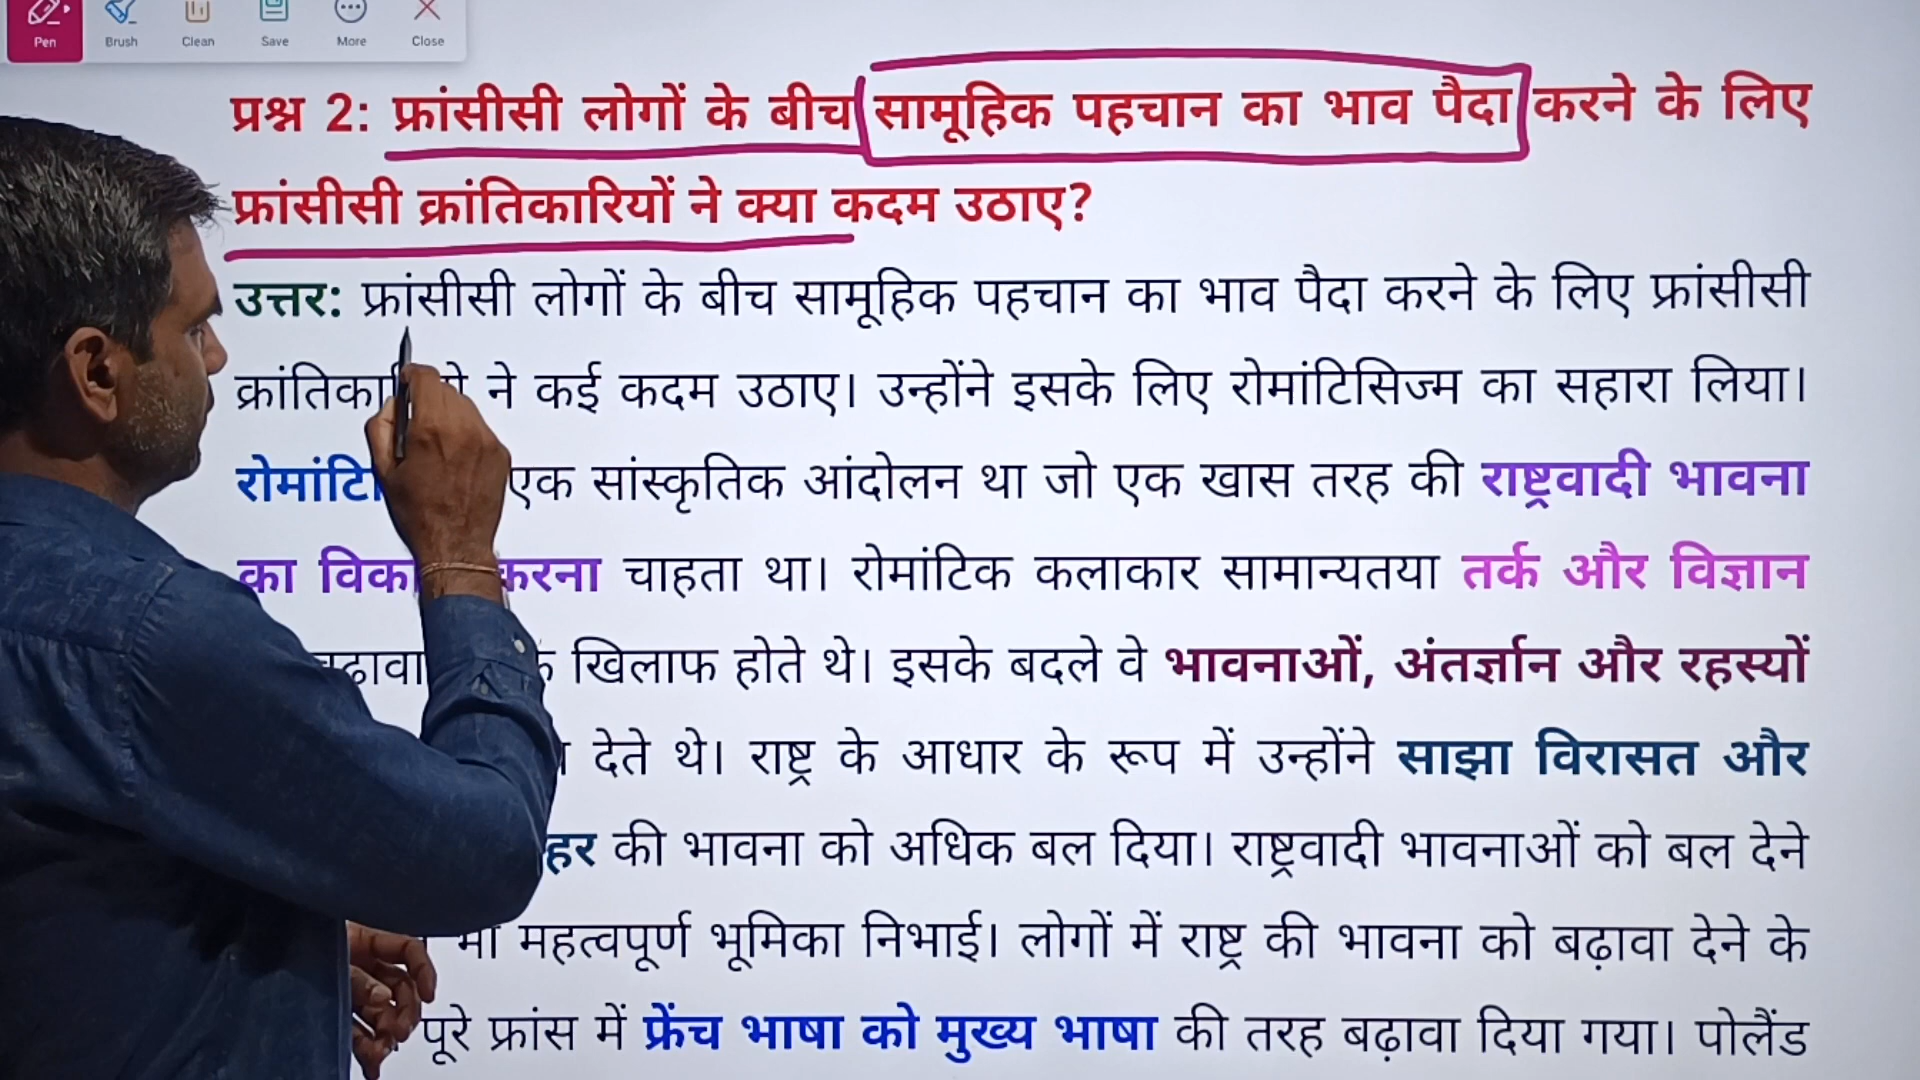 Pen Brush Clean Save More Close
प्रश्न 2: फ्रांसीसी लोगों के बीच सामूहिक पहचान का भाव पैदा करने के लिए
फ्रांसीसी क्रांतिकारियों ने क्या कदम उठाए?
उत्तर: फ्रांसीसी लोगों के बीच सामूहिक पहचान का भाव पैदा करने के लिए फ्रांसीसी
ने कई कदम उठाए। उन्होंने इसके लिए रोमांटिसिज्म का सहारा लिया।
एक सांस्कृतिक आंदोलन था जो एक खास तरह की राष्ट्रवादी भावना
का करना चाहता था। रोमांटिक कलाकार सामान्यतया तर्क और विज्ञान
खिलाफ होते थे। इसके बदले वे भावनाओं, अंतर्ज्ञान और रहस्यों
देते थे। राष्ट्र के आधार के रूप में उन्होंने साझा विरासत और
की भावना को अधिक बल दिया। राष्ट्रवादी भावनाओं को बल देने
महत्वपूर्ण भूमिका निभाई। लोगों में राष्ट्र की भावना को बढ़ावा देने के
पूरे फ्रांस में फ्रेंच भाषा को मुख्य भाषा की तरह बढ़ावा दिया गया। पोलैंड